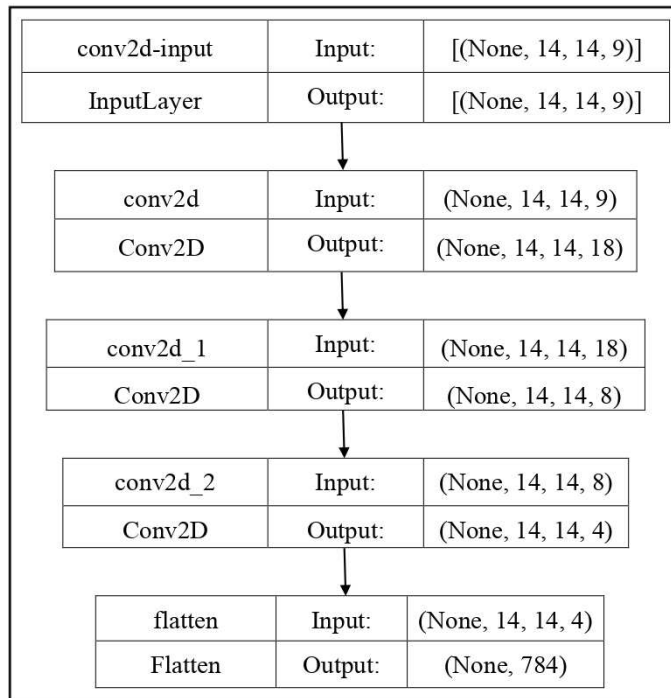 conv2d-input Input: [(None, 14, 14, 9)]
InputLayer Output: [(None, 14, 14, 9)]
conv2d Input: (None, 14, 14, 9)
Conv2D Output: (None, 14, 14, 18)
conv2d_1 Input: (None, 14, 14, 18)
Conv2D Output: (None, 14, 14, 8)
conv2d_2 Input: (None, 14, 14, 8)
Conv2D Output: (None, 14, 14, 4)
flatten Input: (None, 14, 14, 4)
Flatten Output: (None, 784)